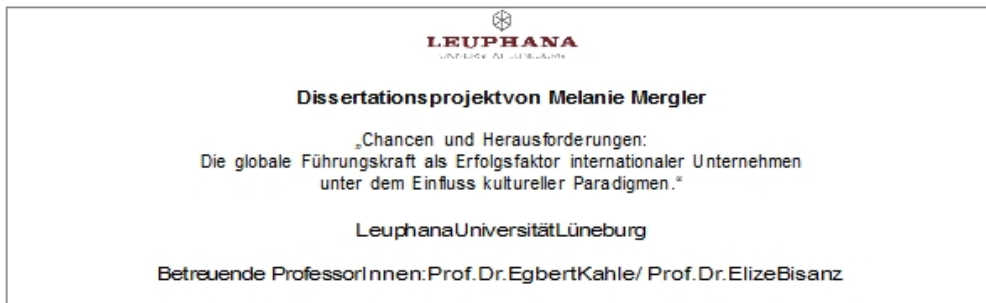 LEUPHANA
Dissertationsprojektvon Melanie Mergler
„Chancen und Herausforderungen:
Die globale Führungskraft als Erfolgsfaktor internationaler Unternehmen
unter dem Einfluss kultureller Paradigmen.“
LeuphanaUniversitätLüneburg
Betreuende ProfessorInnen:Prof.Dr.EgbertKahle/ Prof.Dr.ElizeBisanz